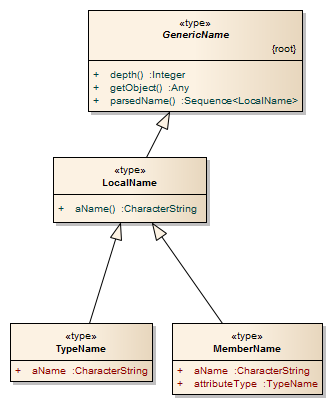 «type»
GenericName
{root}
+ depth() :Integer
+ getObject() :Any
+ parsedName() :Sequence<LocalName>
«type»
LocalName
+ aName() :CharacterString
«type»
TypeName
+ aName :CharacterString
«type»
MemberName
+ aName :CharacterString
+ attributeType :TypeName